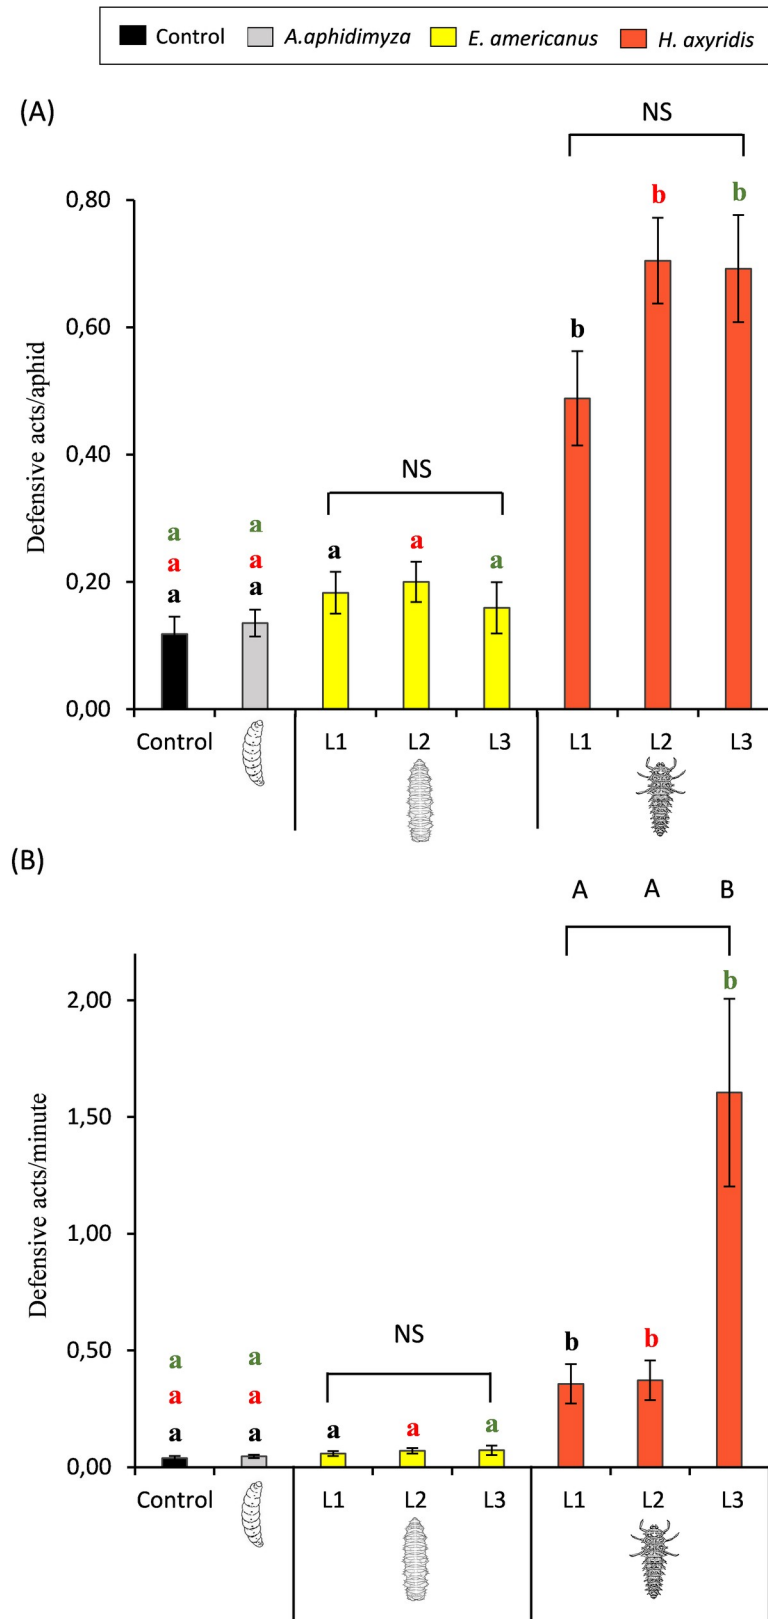 Control A.aphidimyza E. americanus H. axyridis
(A)
NS
0,80
b b
0,60
b
Defensive acts/aphid
0,40
NS
a a
a a a a a
a a
0,20
0,00
Control L1 L2 L3 L1 L2 L3
(B)
A A B
b
2,00
1,50
Defensive acts/minute
1,00
0,50
NS
b b
a a
a a
a a a a a
0,00
Control L1 L2 L3 L1 L2 L3